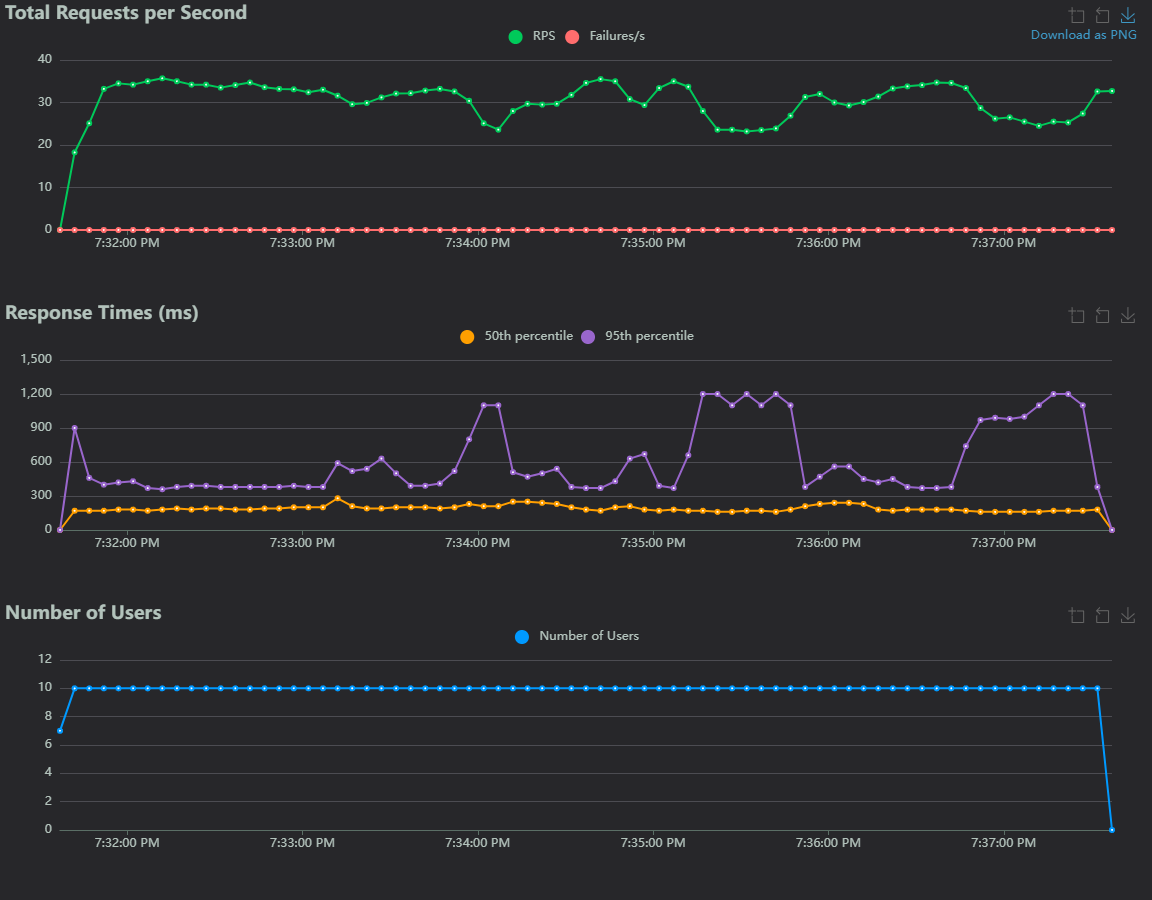 Total Requests per Second
Download as PNG
RPS Failures/s
40
30
20
10
0
7:32:00 PM 7:33:00 PM 7:34:00 PM 7:35:00 PM 7:36:00 PM 7:37:00 PM
Response Times (ms)
50th percentile 95th percentile
1,500
1,200
900
600
300
0
7:32:00 PM 7:33:00 PM 7:34:00 PM 7:35:00 PM 7:36:00 PM 7:37:00 PM
Number of Users
Number of Users
12
10
8
6
4
2
0
7:32:00 PM 7:33:00 PM 7:34:00 PM 7:35:00 PM 7:36:00 PM 7:37:00 PM